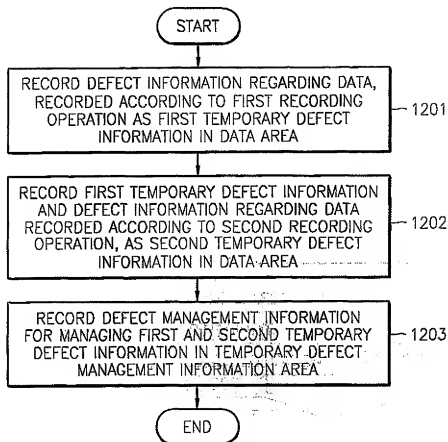 START
RECORD DEFECT INFORMATION REGARDING DATA,
RECORDED ACCORDING TO FIRST RECORDING
OPERATION AS FIRST TEMPORARY DEFECT
INFORMATION IN DATA AREA
1201
RECORD FIRST TEMPORARY DEFECT INFORMATION
AND DEFECT INFORMATION REGARDING DATA
RECORDED ACCORDING TO SECOND RECORDING
OPERATION, AS SECOND TEMPORARY DEFECT
INFORMATION IN DATA AREA
1202
RECORD DEFECT MANAGEMENT INFORMATION
FOR MANAGING FIRST AND SECOND TEMPORARY
DEFECT INFORMATION IN TEMPORARY DEFECT
MANAGEMENT INFORMATION AREA
1203
END